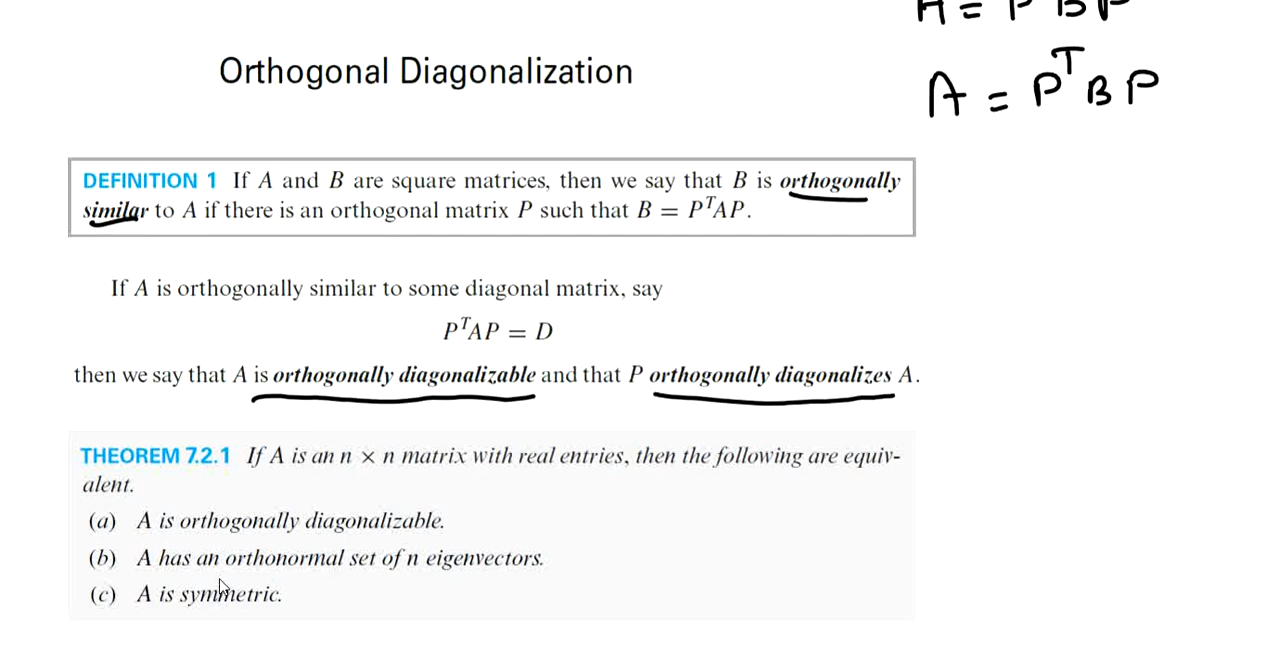 A = P B P
Orthogonal Diagonalization
A = Pᵀ B P
DEFINITION 1 If A and B are square matrices, then we say that B is orthogonally
similar to A if there is an orthogonal matrix P such that B = PᵀAP.
If A is orthogonally similar to some diagonal matrix, say
PᵀAP = D
then we say that A is orthogonally diagonalizable and that P orthogonally diagonalizes A.
THEOREM 7.2.1 If A is an n × n matrix with real entries, then the following are equiv-
alent.
(a) A is orthogonally diagonalizable.
(b) A has an orthonormal set of n eigenvectors.
(c) A is symmetric.